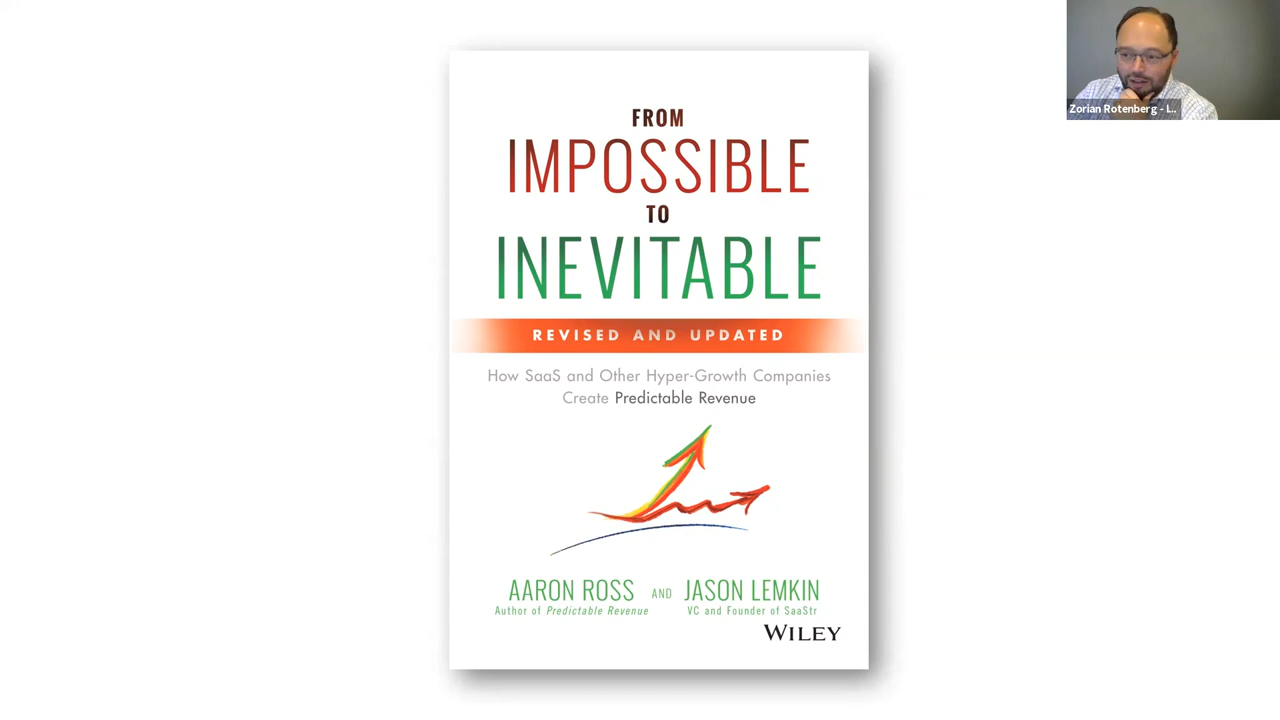 FROM
IMPOSSIBLE
TO
INEVITABLE
REVISED AND UPDATED
How SaaS and Other Hyper-Growth Companies
Create Predictable Revenue
AARON ROSS AND JASON LEMKIN
Author of Predictable Revenue VC and Founder of SaaStr
WILEY
Zorian Rotenberg - I...